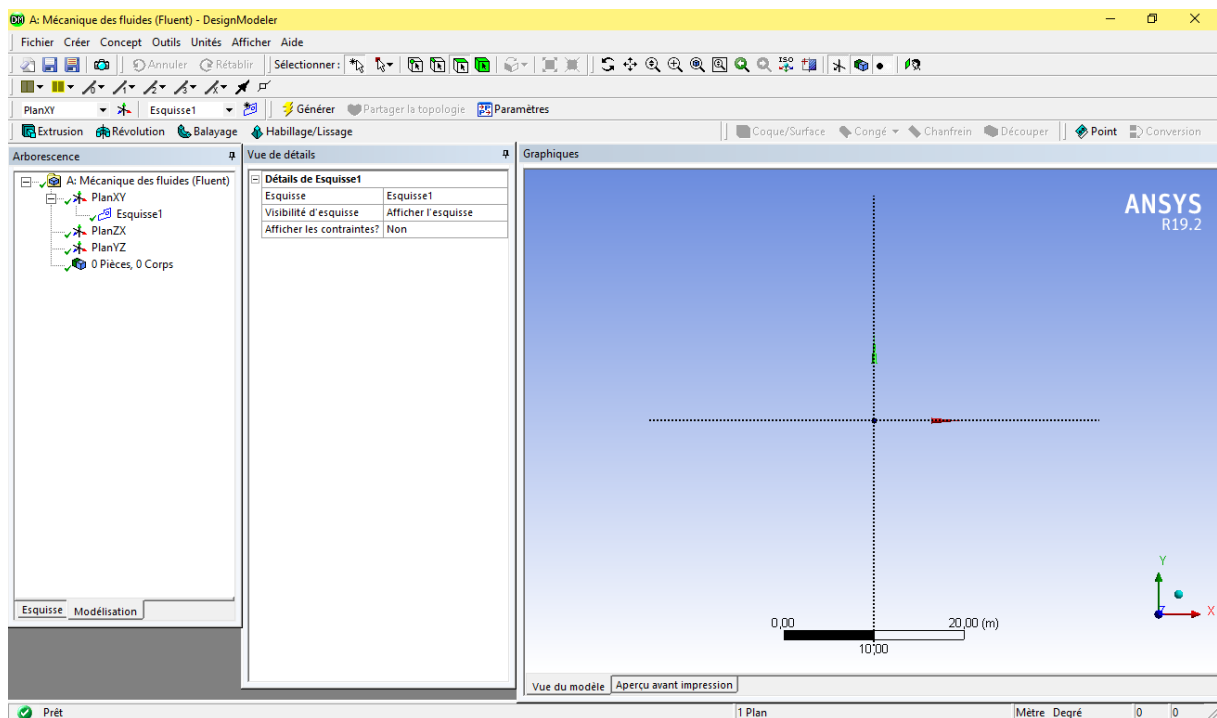 A: Mécanique des fluides (Fluent) - DesignModeler
Fichier Créer Concept Outils Unités Afficher Aide
Annuler Rétablir Sélectionner: ISO
PlanXY Esquisse1 Générer Partager la topologie Paramètres
Extrusion Révolution Balayage Habillage/Lissage Coque/Surface Congé Chanfrein Découper Point Conversion
Arborescence
A: Mécanique des fluides (Fluent)
PlanXY
Esquisse1
PlanZX
PlanYZ
0 Pièces, 0 Corps
Esquisse Modélisation
Vue de détails
Détails de Esquisse1
Esquisse Esquisse1
Visibilité d'esquisse Afficher l'esquisse
Afficher les contraintes? Non
Graphiques
ANSYS
R19.2
Y
Z X
0,00 20,00 (m)
10,00
Vue du modèle Aperçu avant impression
Prêt 1 Plan Mètre Degré 0 0